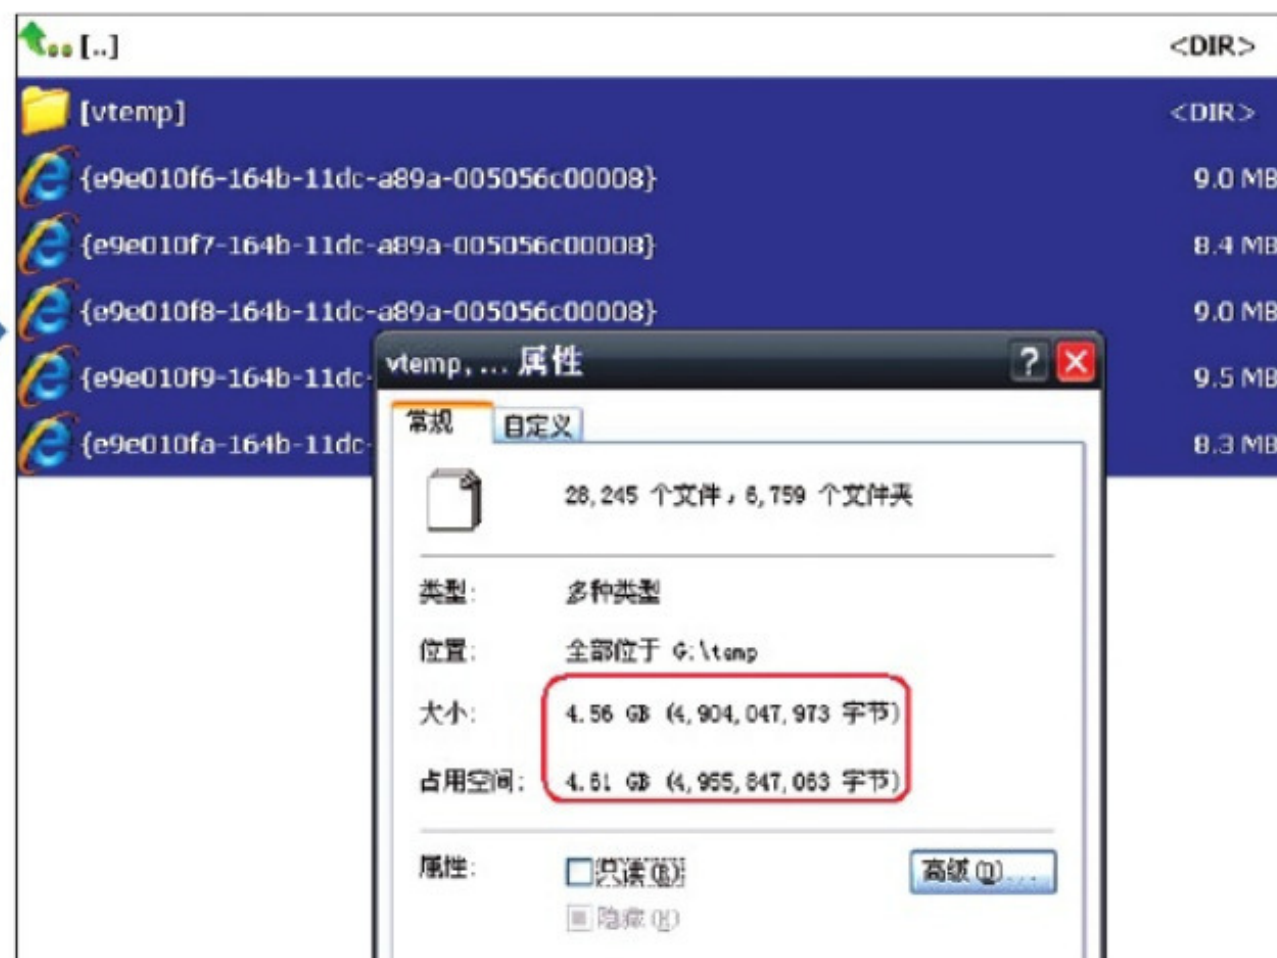 [..] <DIR>
[vtemp] <DIR>
{e9e010f6-164b-11dc-a89a-005056c00008} 9.0 MB
{e9e010f7-164b-11dc-a89a-005056c00008} 8.4 MB
{e9e010f8-164b-11dc-a89a-005056c00008} 9.0 MB
{e9e010f9-164b-11dc- 9.5 MB
{e9e010fa-164b-11dc- 8.3 MB
vtemp, ... 属性
常规 自定义
28,245 个文件，6,759 个文件夹
类型: 多种类型
位置: 全部位于 G:\temp
大小: 4.56 GB (4,904,047,973 字节)
占用空间: 4.61 GB (4,955,847,063 字节)
属性: 只读(R) 高级(D)...
隐藏(H)